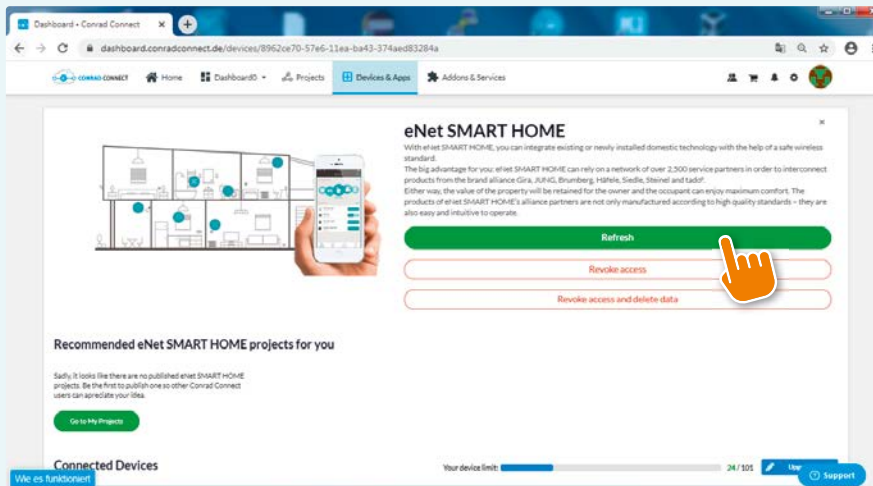 Dashboard • Conrad Connect
dashboard.conradconnect.de/devices/8962ce70-57e6-11ea-ba43-374aed83284a
CONRAD CONNECT Home Dashboard5 Projects Devices & Apps Addons & Services
eNet SMART HOME
With eNet SMART HOME, you can integrate existing or newly installed domestic technology with the help of a safe wireless
standard.
The big advantage for you: eNet SMART HOME can rely on a network of over 2,500 service partners in order to interconnect
products from the brand alliance Gira, JUNG, Brumberg, Häfele, Siedle, Steinel and tado°.
Either way, the value of the property will be retained for the owner and the occupant can enjoy maximum comfort. The
products of eNet SMART HOME's alliance partners are not only manufactured according to high quality standards – they are
also easy and intuitive to operate.
Refresh
Revoke access
Revoke access and delete data
Recommended eNet SMART HOME projects for you
Sadly, it looks like there are no published eNet SMART HOME
projects. Be the first to publish one so other Conrad Connect
users can apreciate your idea.
Go to My Projects
Connected Devices
Your device limit: 24 / 101
Wie es funktioniert
Support